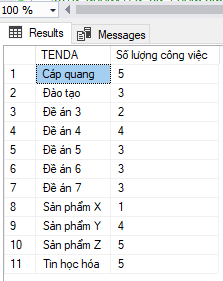 100 %
Results Messages
TENDA Số lượng công việc
1 Cáp quang 5
2 Đào tạo 3
3 Đề án 3 2
4 Đề án 4 4
5 Đề án 5 3
6 Đề án 6 3
7 Đề án 7 3
8 Sản phẩm X 1
9 Sản phẩm Y 4
10 Sản phẩm Z 5
11 Tin học hóa 5